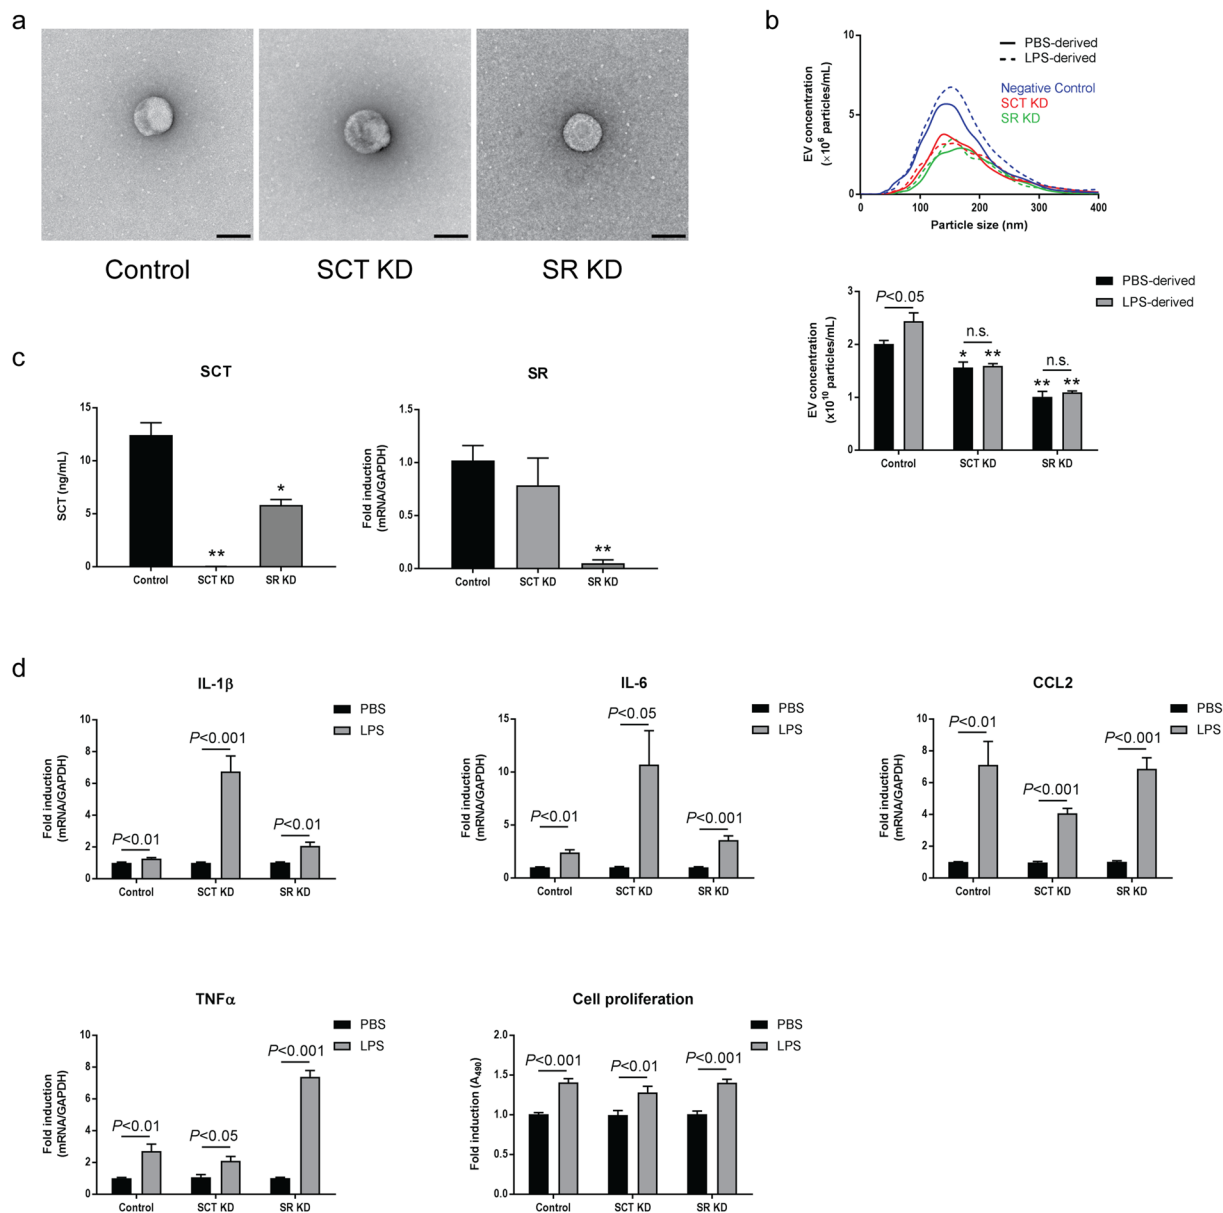 a
Control
SCT KD
SR KD
b
10
5
0
EV concentration
(×10⁶ particles/mL)
PBS-derived
LPS-derived
Negative Control
SCT KD
SR KD
0 100 200 300 400
Particle size (nm)
3
2
1
0
EV concentration
(x10¹⁰ particles/mL)
P<0.05
n.s.
n.s.
* **
** **
PBS-derived
LPS-derived
Control SCT KD SR KD
c
SCT
15
10
5
0
SCT (ng/mL)
**
*
Control SCT KD SR KD
SR
1.5
1.0
0.5
0.0
Fold induction
(mRNA/GAPDH)
**
Control SCT KD SR KD
d
IL-1β
PBS
LPS
10
8
6
4
2
0
Fold induction
(mRNA/GAPDH)
P<0.01
P<0.001
P<0.01
Control SCT KD SR KD
IL-6
PBS
LPS
15
10
5
0
Fold induction
(mRNA/GAPDH)
P<0.01
P<0.05
P<0.001
Control SCT KD SR KD
CCL2
PBS
LPS
10
8
6
4
2
0
Fold induction
(mRNA/GAPDH)
P<0.01
P<0.001
P<0.001
Control SCT KD SR KD
TNFα
PBS
LPS
10
8
6
4
2
0
Fold induction
(mRNA/GAPDH)
P<0.01
P<0.05
P<0.001
Control SCT KD SR KD
Cell proliferation
PBS
LPS
2.0
1.5
1.0
0.5
0.0
Fold induction (A₄₉₀)
P<0.001
P<0.01
P<0.001
Control SCT KD SR KD